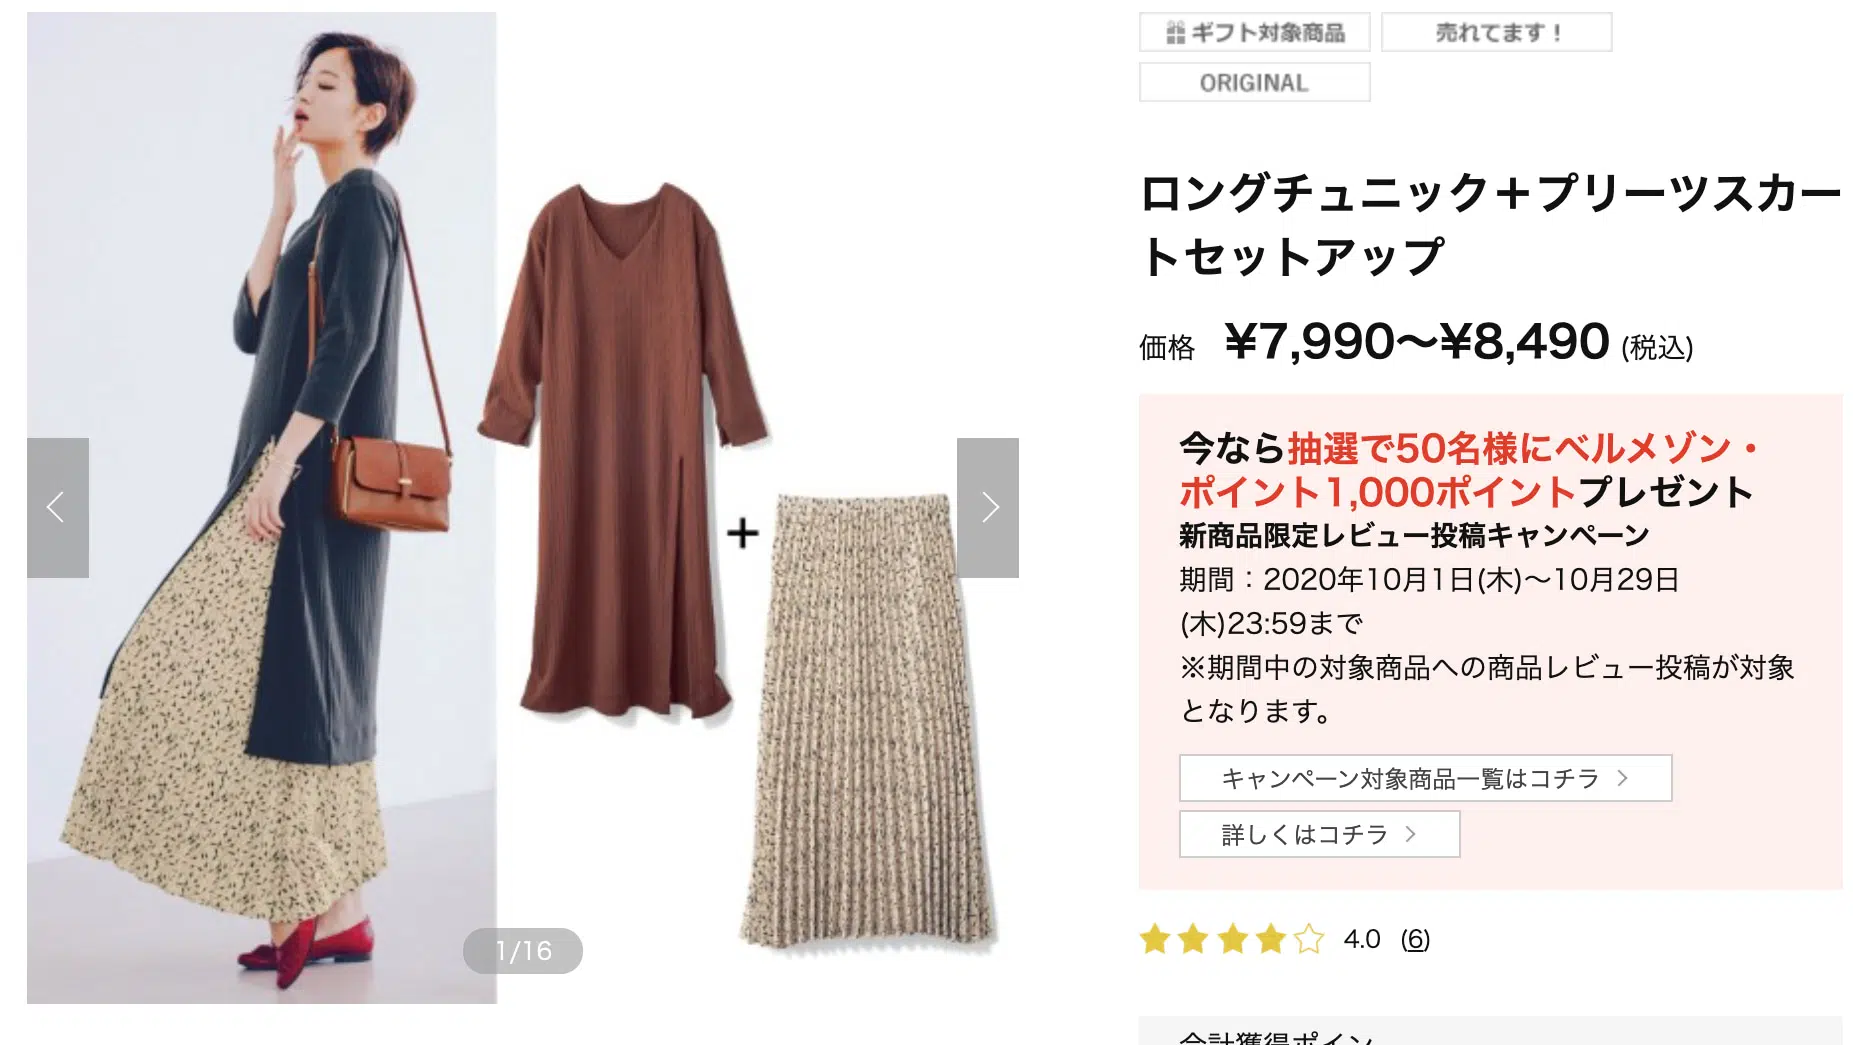 ギフト対象商品
売れてます！
ORIGINAL
ロングチュニック＋プリーツスカー
トセットアップ
価格 ¥7,990〜¥8,490 (税込)
今なら抽選で50名様にベルメゾン・
ポイント1,000ポイントプレゼント
新商品限定レビュー投稿キャンペーン
期間：2020年10月1日(木)〜10月29日
(木)23:59まで
※期間中の対象商品への商品レビュー投稿が対象
となります。
キャンペーン対象商品一覧はコチラ
詳しくはコチラ
4.0 (6)
+
1/16
合計獲得ポイン